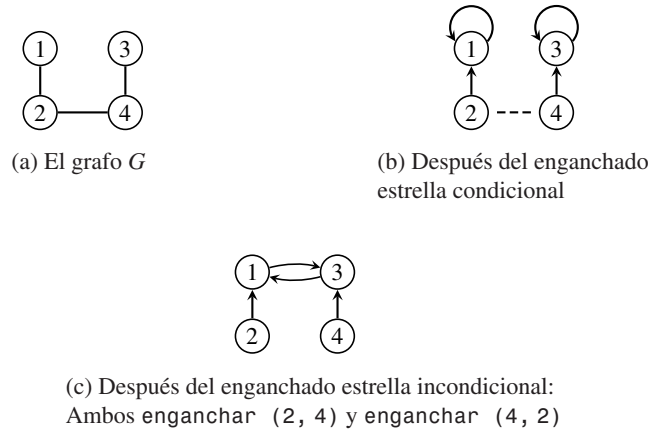 1
3
2
4
(a) El grafo G
1
3
2
4
(b) Después del enganchado
estrella condicional
1
3
2
4
(c) Después del enganchado estrella incondicional:
Ambos enganchar (2, 4) y enganchar (4, 2)